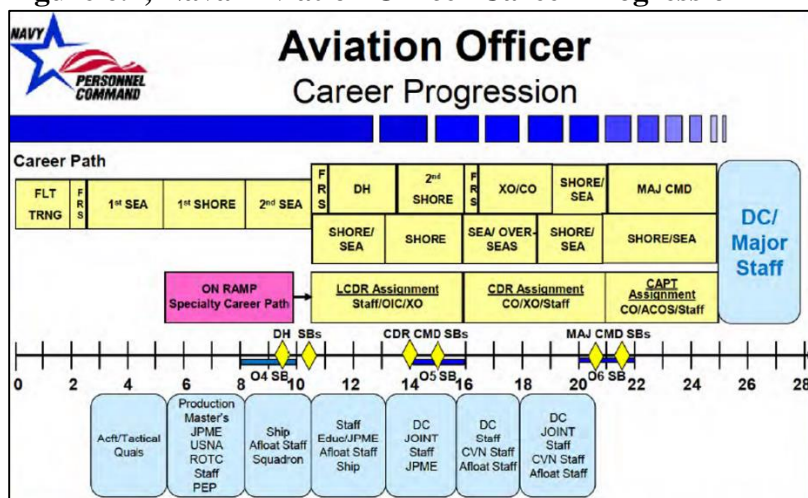 NAVY
PERSONNEL
COMMAND
Aviation Officer
Career Progression
Career Path
FLT
TRNG
F
R
S
1st SEA
1st SHORE
2nd SEA
F
R
S
DH
2nd
SHORE
F
R
S
XO/CO
SHORE/
SEA
MAJ CMD
DC/
Major
Staff
SHORE/
SEA
SHORE
SEA/ OVER-
SEAS
SHORE/
SEA
SHORE/SEA
ON RAMP
Specialty Career Path
LCDR Assignment
Staff/OIC/XO
CDR Assignment
CO/XO/Staff
CAPT
Assignment
CO/ACOS/Staff
DH SBs
CDR CMD SBs
MAJ CMD SBs
O4 SB
O5 SB
O6 SB
0 2 4 6 8 10 12 14 16 18 20 22 24 26 28
Acft/Tactical
Quals
Production
Master's
JPME
USNA
ROTC
Staff
PEP
Ship
Afloat Staff
Squadron
Staff
Educ/JPME
Afloat Staff
Ship
DC
JOINT
Staff
JPME
DC
Staff
CVN Staff
Afloat Staff
DC
JOINT
Staff
CVN Staff
Afloat Staff